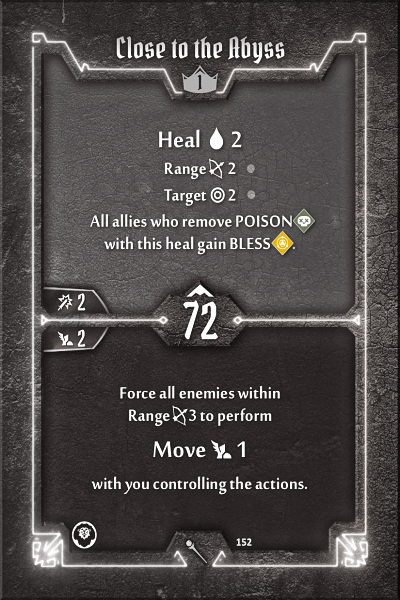 Close to the Abyss
1
Heal 2
Range 2
Target 2
All allies who remove POISON
with this heal gain BLESS.
2
72
2
Force all enemies within
Range 3 to perform
Move 1
with you controlling the actions.
152